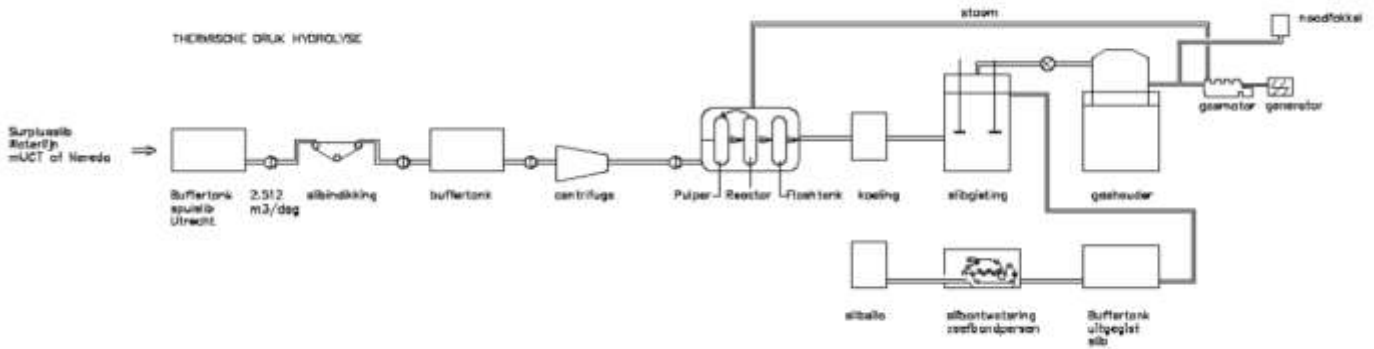 stoom
noodfakkel
THERMISCHE DRUK HYDROLYSE
gasmotor generator
Surplusslib
Waterlijn
mUCT of Nereda
Buffertank
spuislib
Utrecht
2.512
m3/dag
slibindikking
buffertank
centrifuge
Pulper
Reactor
Flashtank
koeling
slibgisting
gashouder
slibsilo
slibontwatering
zeefbandpersen
Buffertank
uitgegist
slib